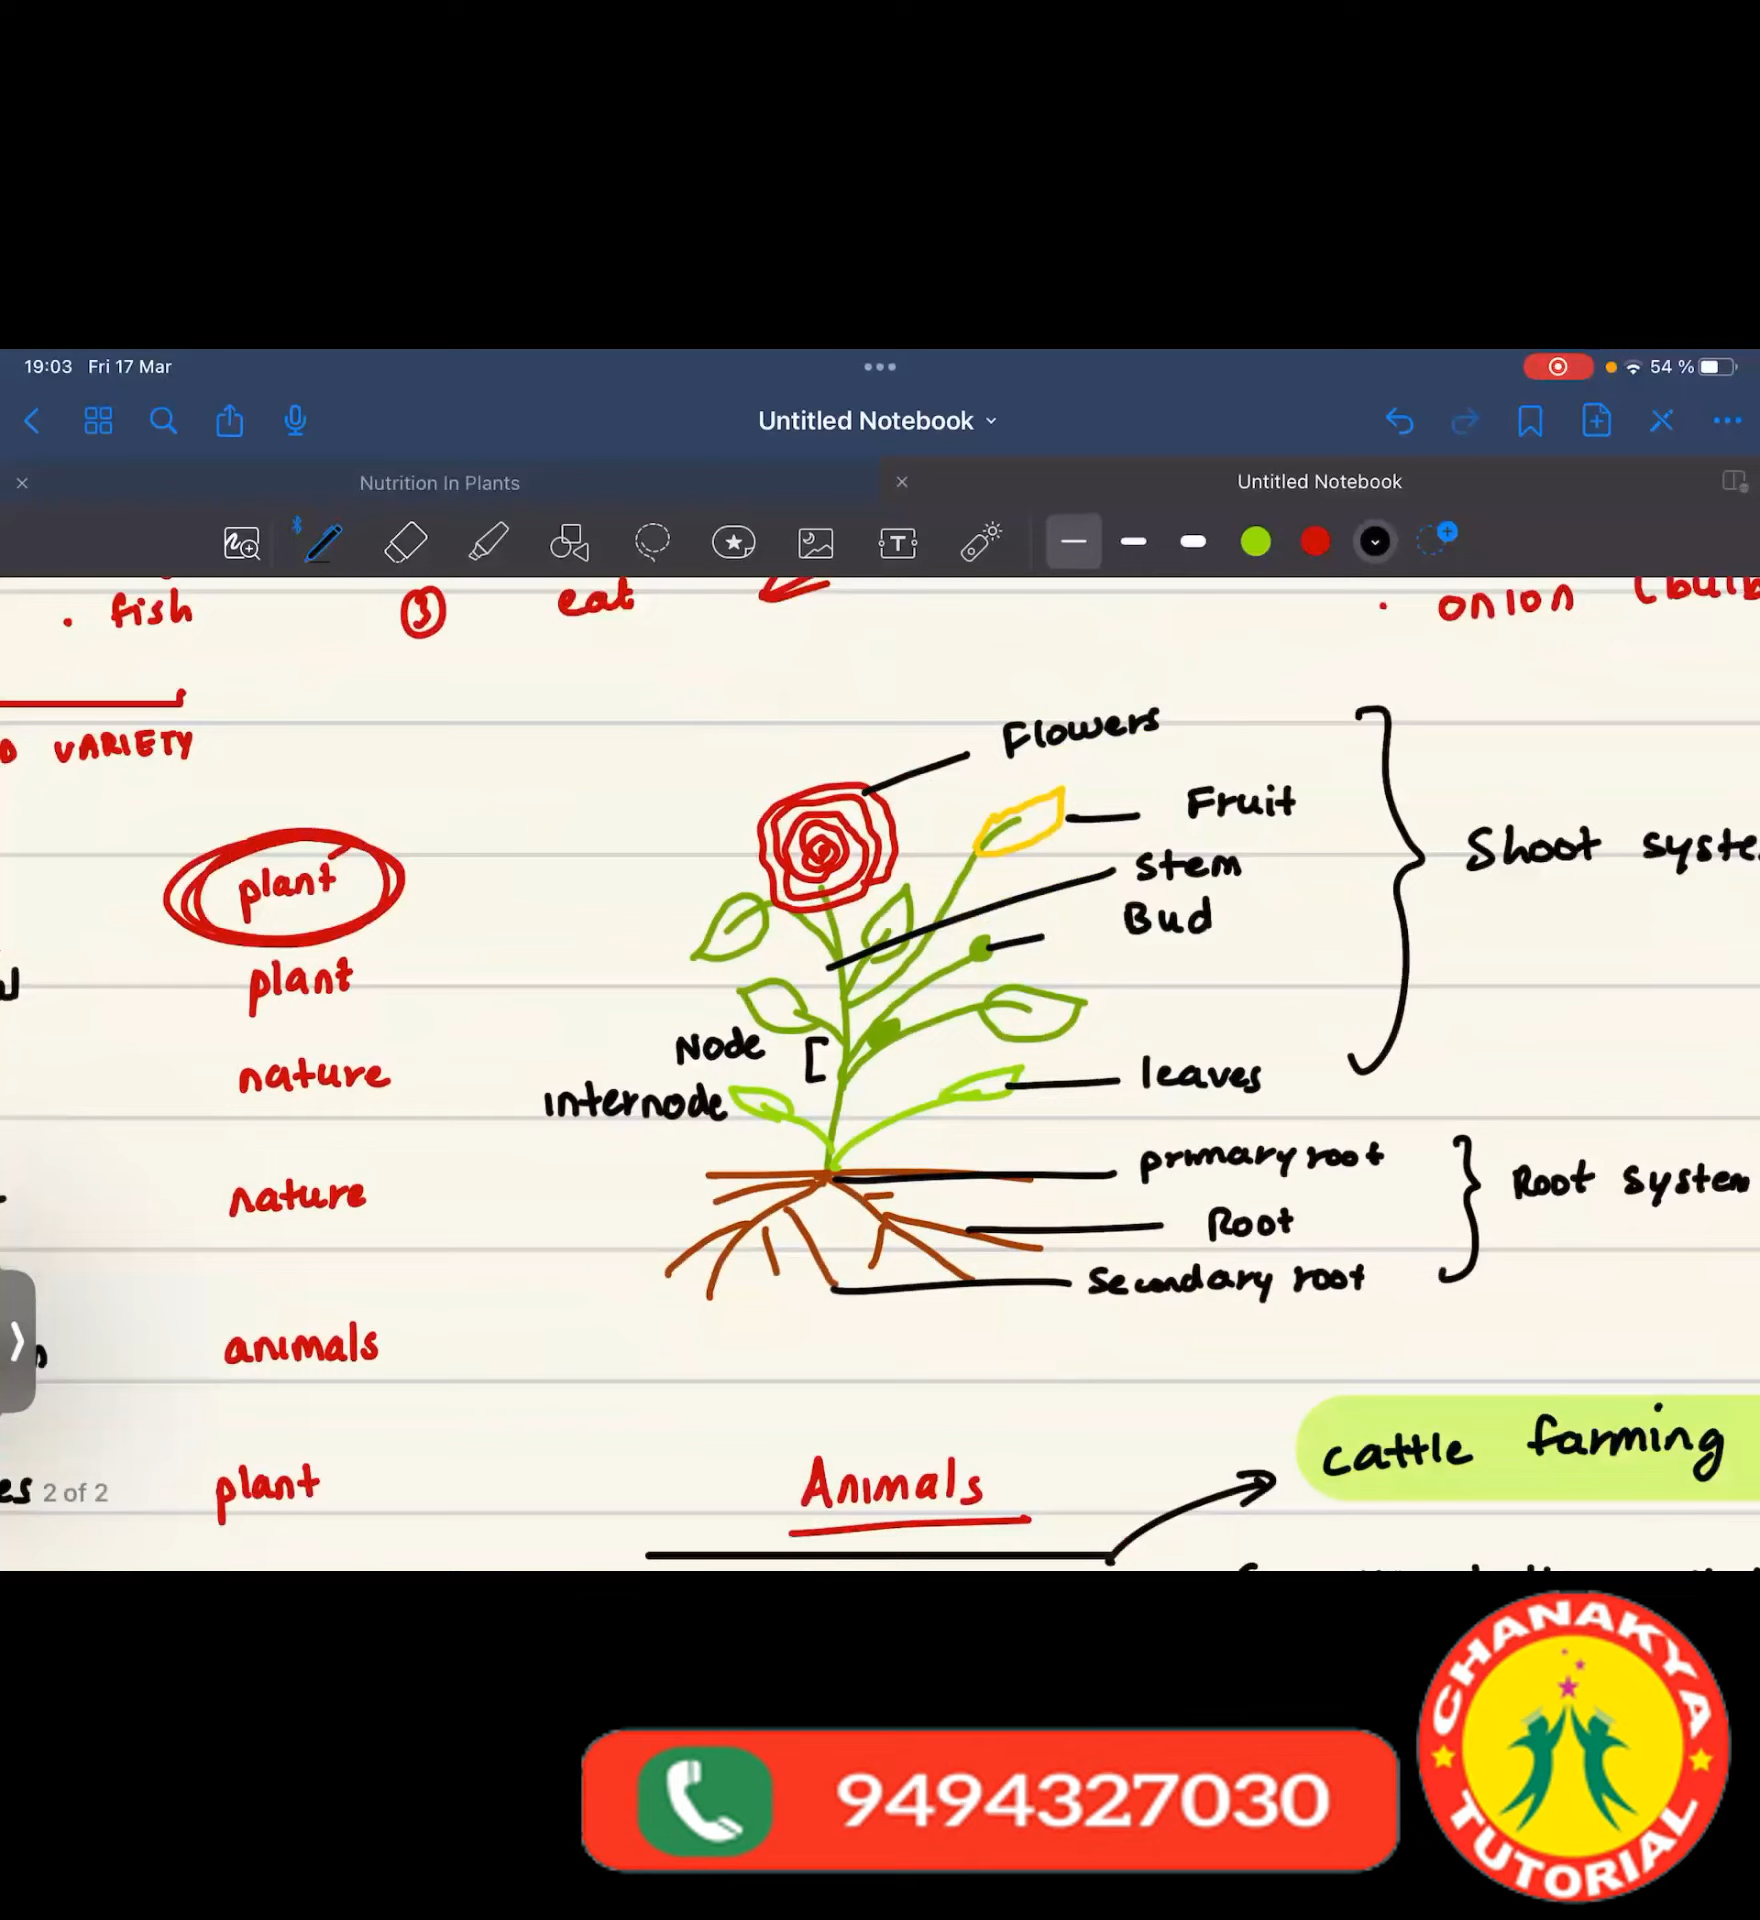 19:03 Fri 17 Mar
54 %
Untitled Notebook
Nutrition In Plants
Untitled Notebook
T
. fish
③ eat
. onion (bulb
VARIETY
Flowers
Fruit
Stem
Bud
Shoot syste
plant
plant
Node
Internode
leaves
nature
primary root
Root
Secondary root
Root system
nature
animals
cattle farming
es 2 of 2
plant
Animals
9494327030
CHANAKYA
TUTORIAL